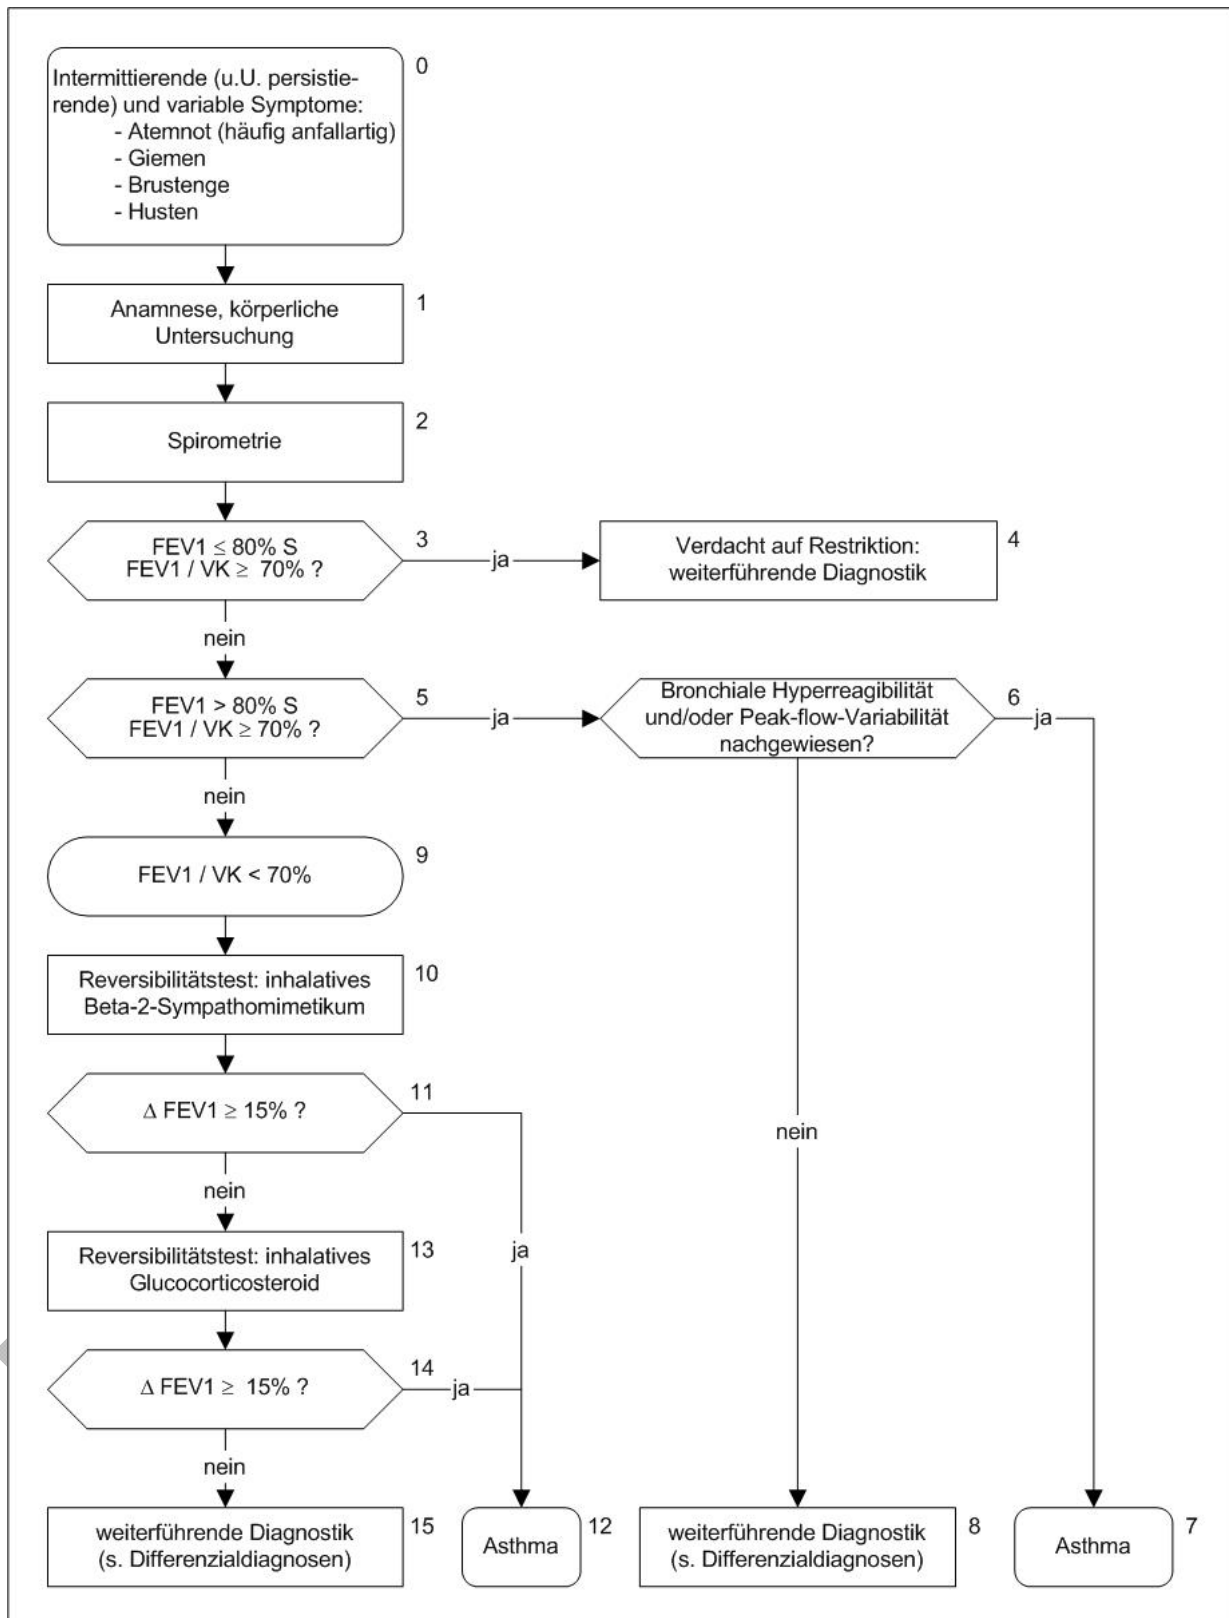 Intermittierende (u.U. persistie-
rende) und variable Symptome:
- Atemnot (häufig anfallartig)
- Giemen
- Brustenge
- Husten
0
Anamnese, körperliche
Untersuchung
1
Spirometrie
2
FEV1 ≤ 80% S
FEV1 / VK ≥ 70% ?
3
ja
Verdacht auf Restriktion:
weiterführende Diagnostik
4
nein
FEV1 > 80% S
FEV1 / VK ≥ 70% ?
5
ja
Bronchiale Hyperreagibilität
und/oder Peak-flow-Variabilität
nachgewiesen?
6
ja
nein
FEV1 / VK < 70%
9
Reversibilitätstest: inhalatives
Beta-2-Sympathomimetikum
10
Δ FEV1 ≥ 15% ?
11
nein
nein
Reversibilitätstest: inhalatives
Glucocorticosteroid
13
ja
Δ FEV1 ≥ 15% ?
14
ja
nein
weiterführende Diagnostik
(s. Differenzialdiagnosen)
15
Asthma
12
weiterführende Diagnostik
(s. Differenzialdiagnosen)
8
Asthma
7